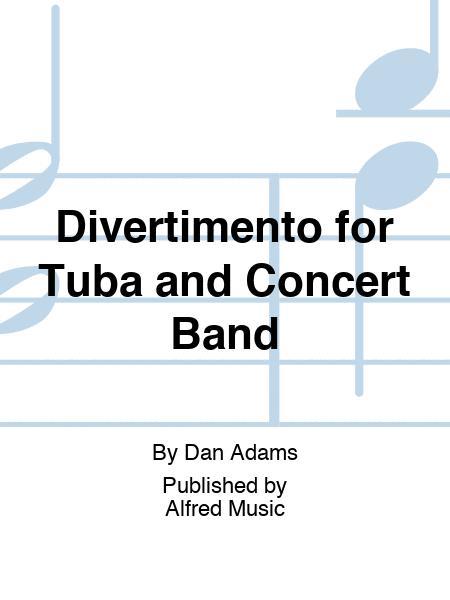 Divertimento for
Tuba and Concert
Band
By Dan Adams
Published by
Alfred Music